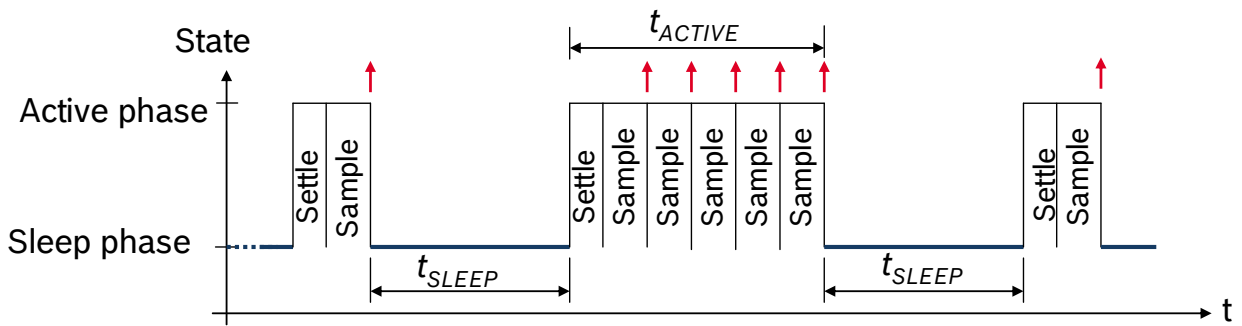 t_ACTIVE
State
Active phase
Settle
Sample
Settle
Sample
Sample
Sample
Sample
Sample
Settle
Sample
Sleep phase
t_SLEEP
t_SLEEP
t